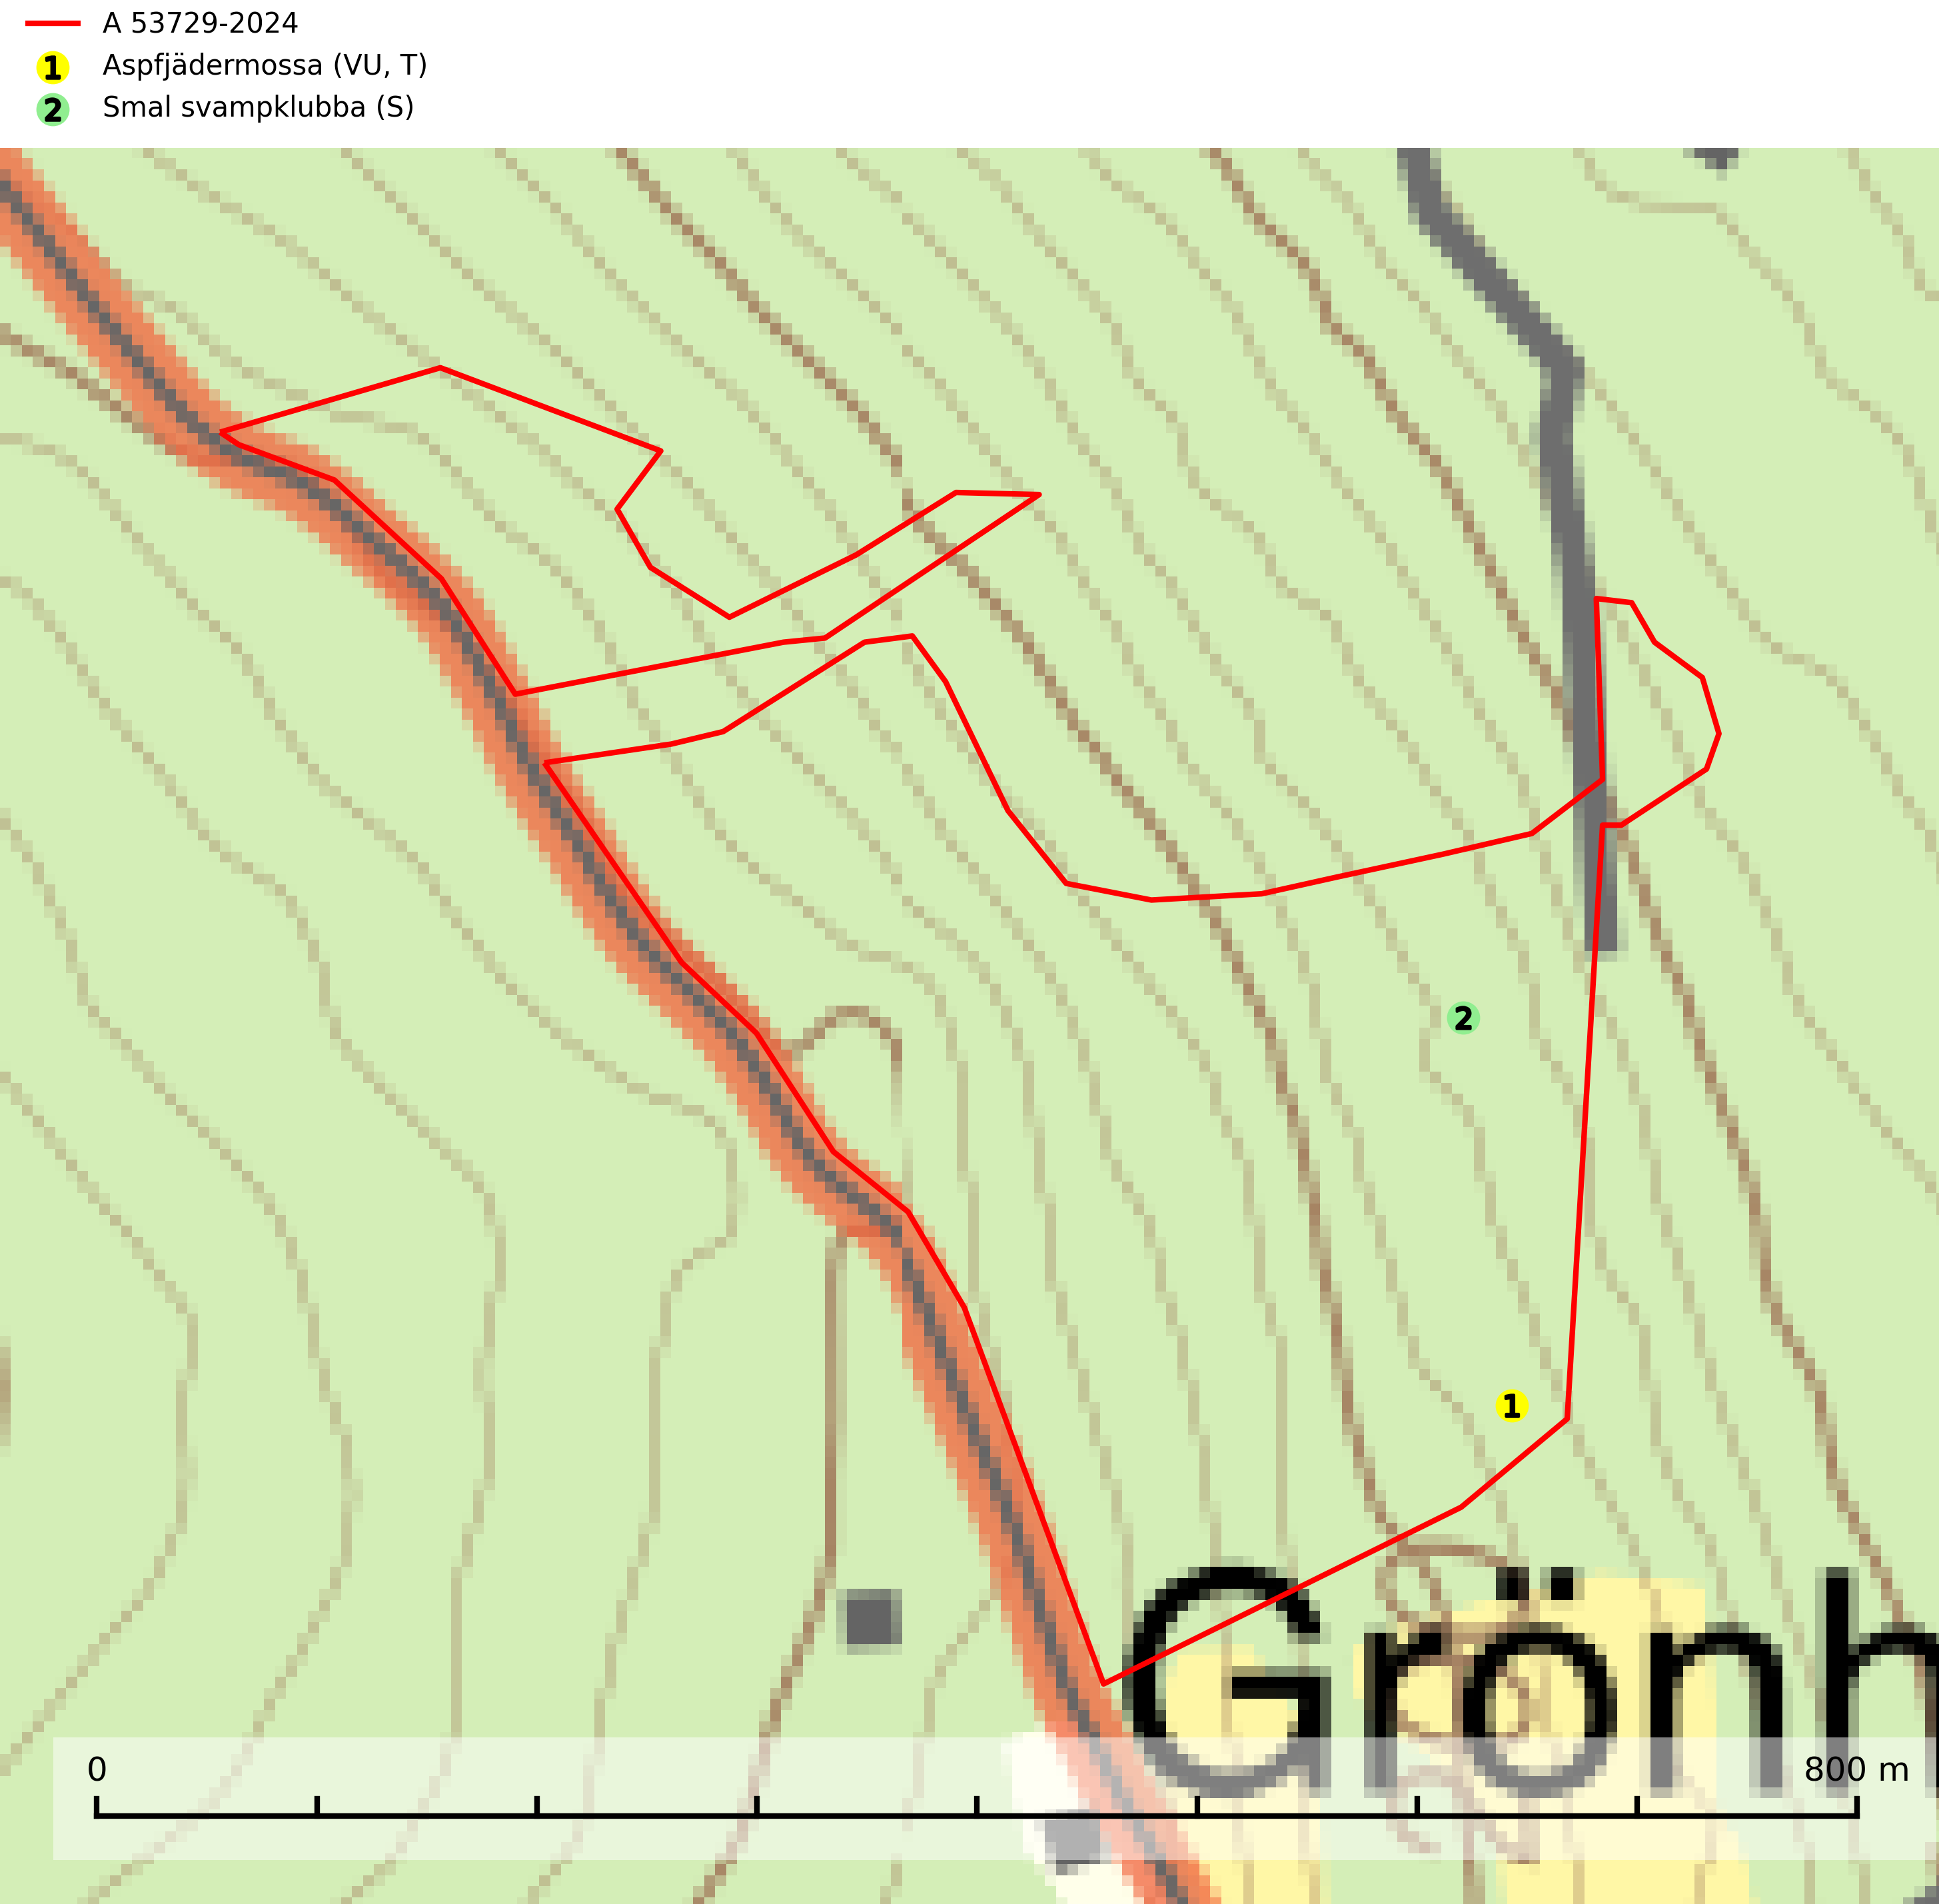 A 53729-2024
1 Aspfjädermossa (VU, T)
2 Smal svampklubba (S)
2
1
Grönh
0 800 m